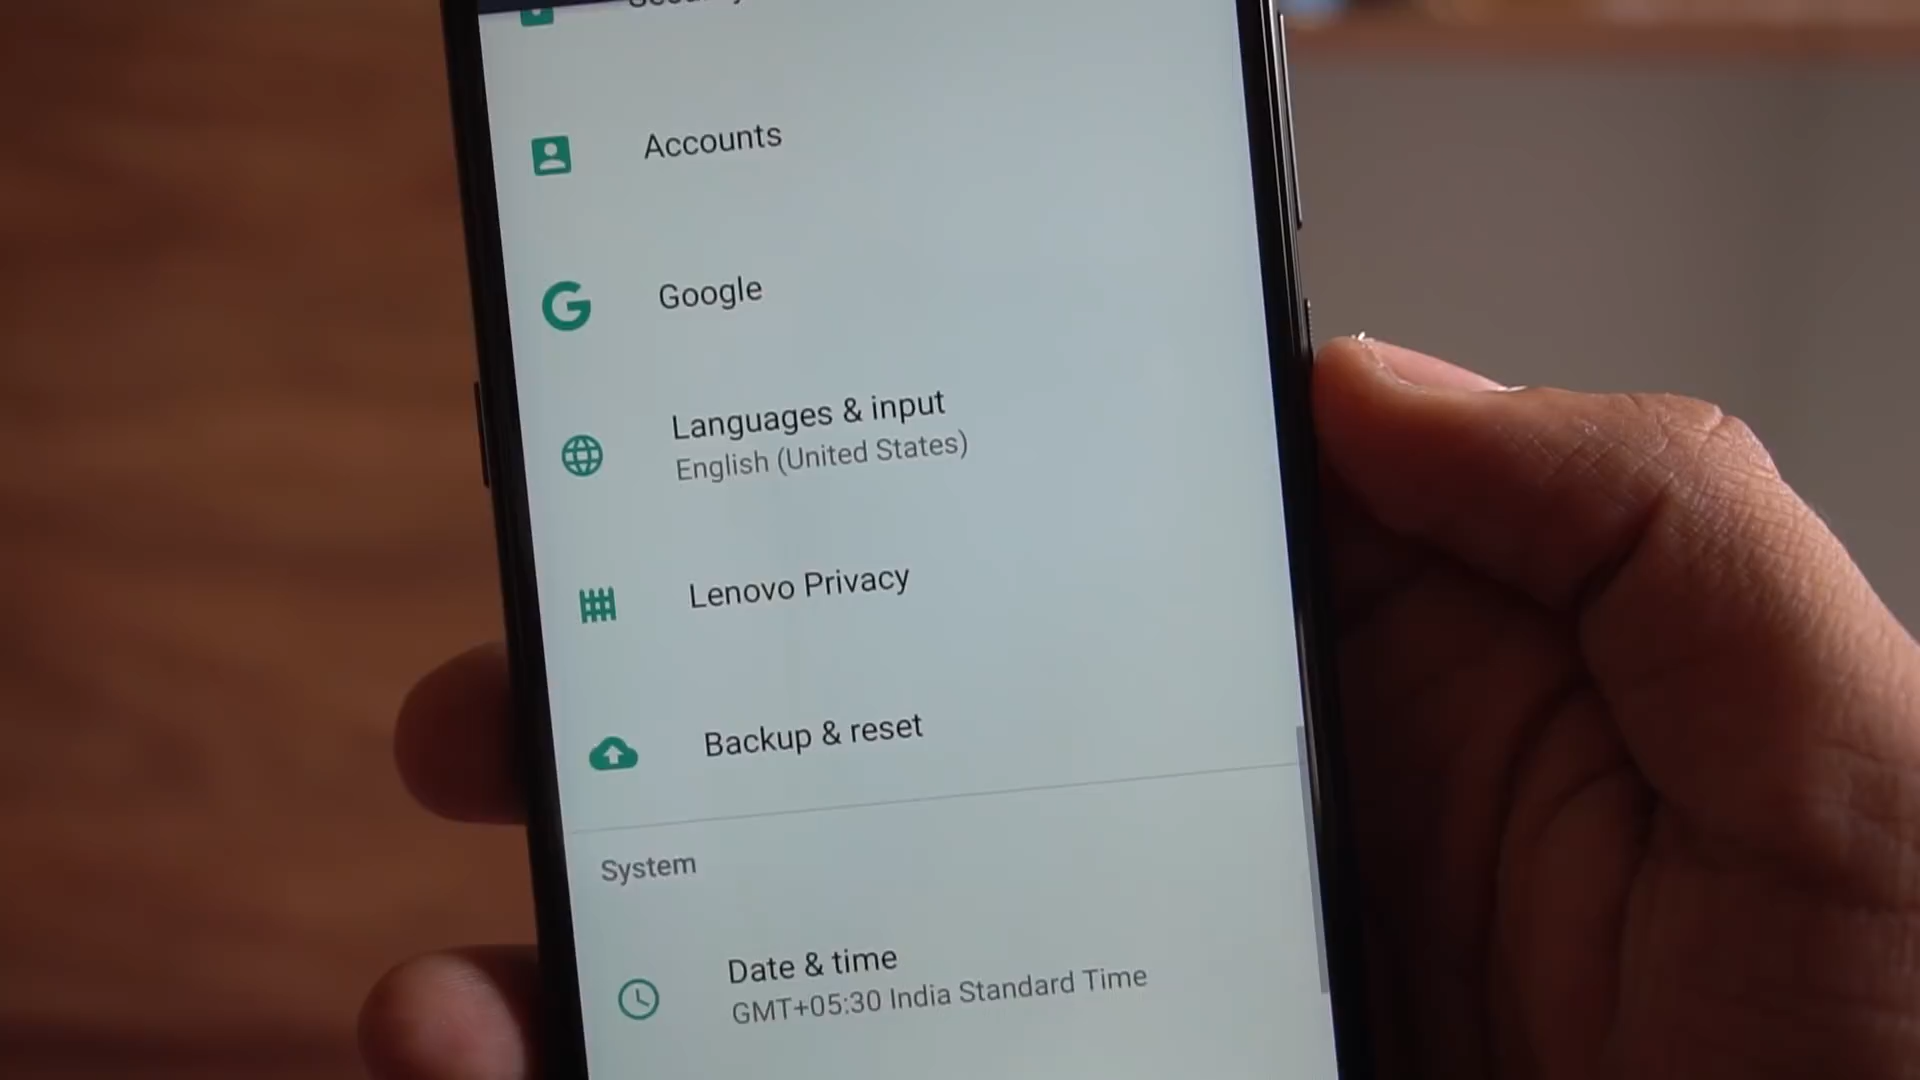 Accounts
Google
Languages & input
English (United States)
Lenovo Privacy
Backup & reset
System
Date & time
GMT+05:30 India Standard Time